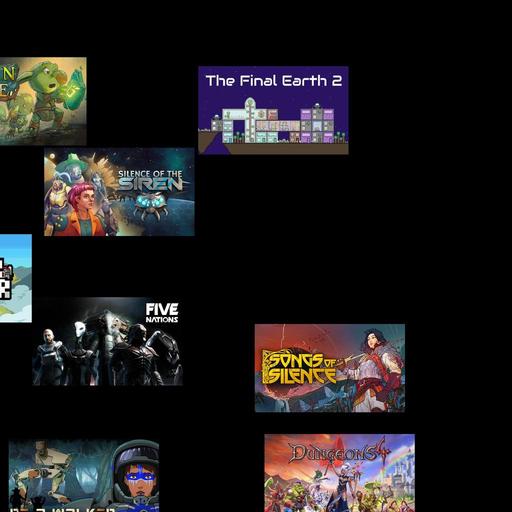 The Final Earth 2
SILENCE OF THE
SIREN
FIVE
NATIONS
SONGS OF
SILENCE
DUNGEONS 4